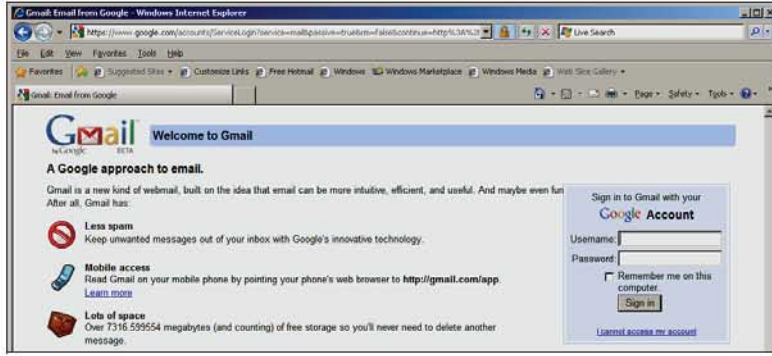 Gmail: Email from Google - Windows Internet Explorer
https://www.google.com/accounts/ServiceLogin?service=mail&passive=true&rm=false&continue=http%3A%2
Live Search
File Edit View Favorites Tools Help
Favorites Suggested Sites Customize Links Free Hotmail Windows Windows Marketplace Windows Media Web Slice Gallery
Gmail: Email from Google
Page Safety Tools
Gmail by Google BETA
Welcome to Gmail
A Google approach to email.
Gmail is a new kind of webmail, built on the idea that email can be more intuitive, efficient, and useful. And maybe even fun
After all, Gmail has:
Less spam
Keep unwanted messages out of your inbox with Google's innovative technology.
Mobile access
Read Gmail on your mobile phone by pointing your phone's web browser to http://gmail.com/app.
Learn more
Lots of space
Over 7316.599554 megabytes (and counting) of free storage so you'll never need to delete another
message.
Sign in to Gmail with your
Google Account
Username:
Password:
Remember me on this
computer.
Sign in
I cannot access my account